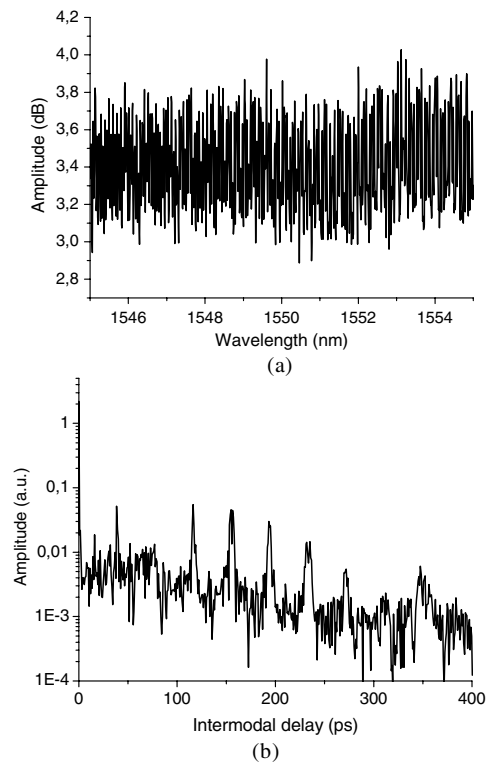 4,2
4,0
3,8
3,6
3,4
3,2
3,0
2,8
Amplitude (dB)
1546 1548 1550 1552 1554
Wavelength (nm)
(a)
1
0,1
0,01
1E-3
1E-4
Amplitude (a.u.)
0 100 200 300 400
Intermodal delay (ps)
(b)